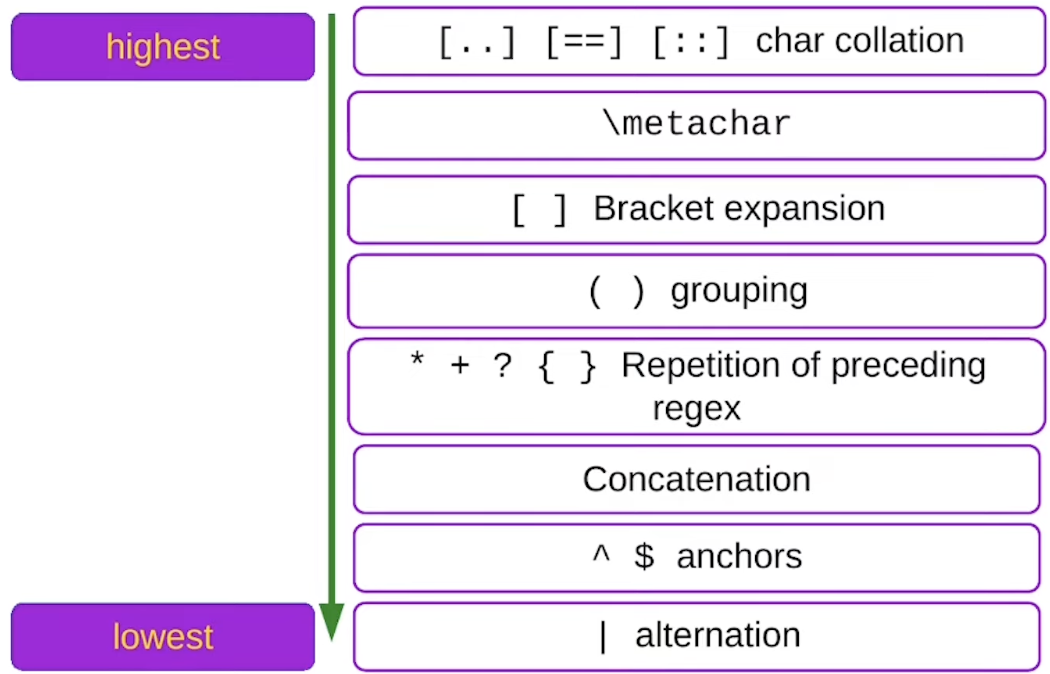 highest
[..] [==] [::] char collation
\metachar
[ ] Bracket expansion
( ) grouping
* + ? { } Repetition of preceding
regex
Concatenation
^ $ anchors
lowest
| alternation